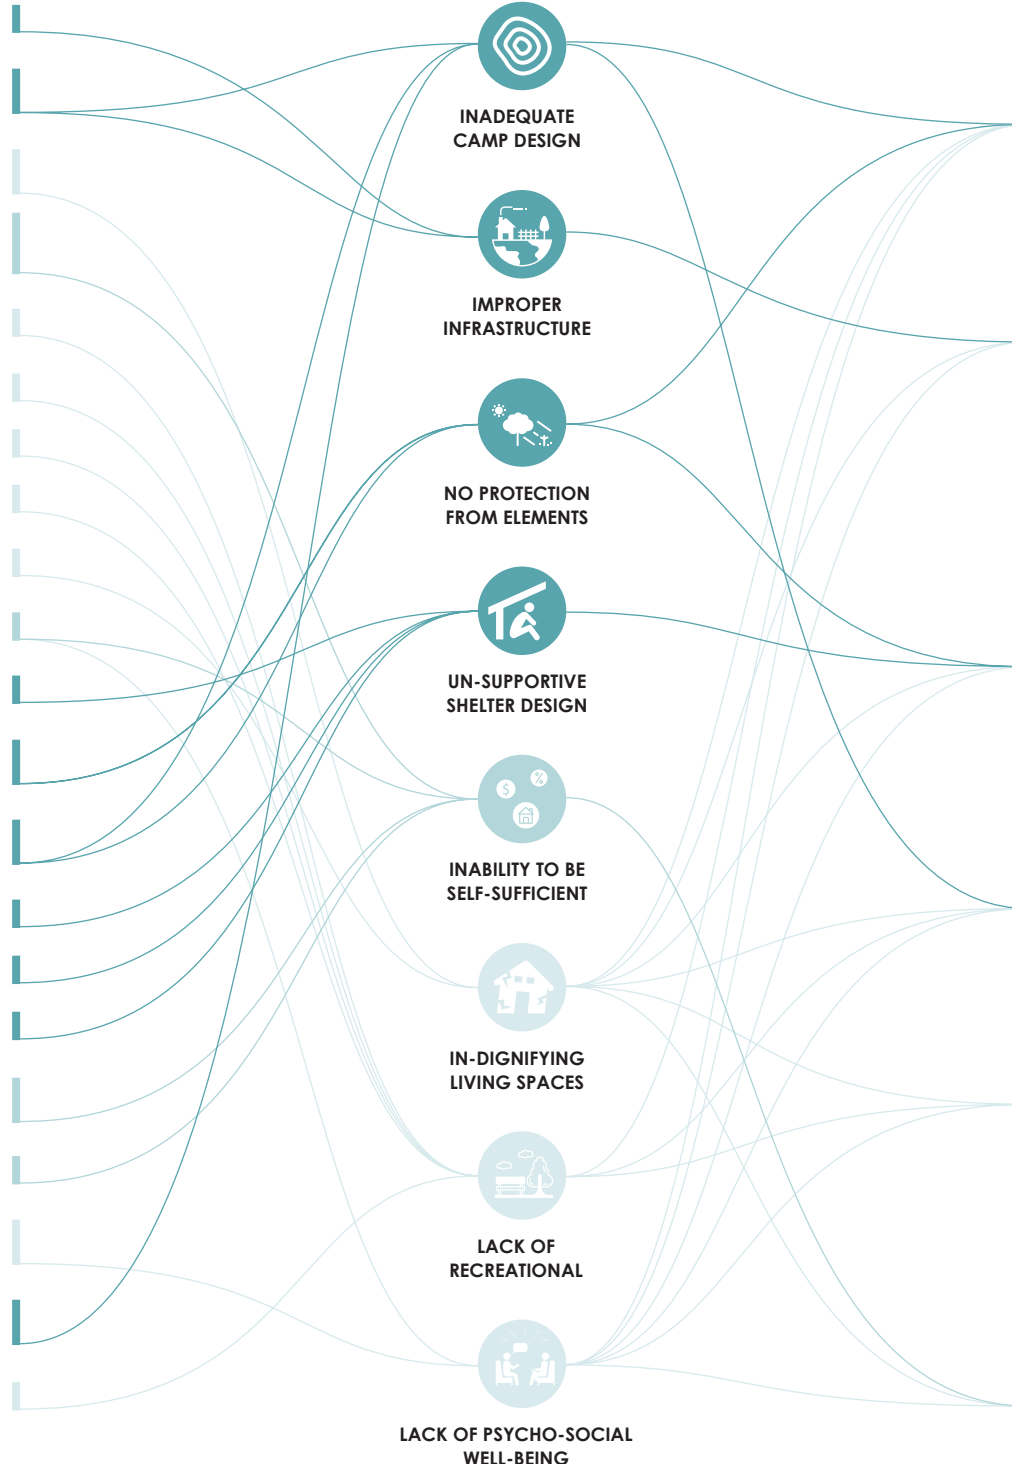 INADEQUATE
CAMP DESIGN
IMPROPER
INFRASTRUCTURE
NO PROTECTION
FROM ELEMENTS
UN-SUPPORTIVE
SHELTER DESIGN
$
%
INABILITY TO BE
SELF-SUFFICIENT
IN-DIGNIFYING
LIVING SPACES
LACK OF
RECREATIONAL
LACK OF PSYCHO-SOCIAL
WELL-BEING